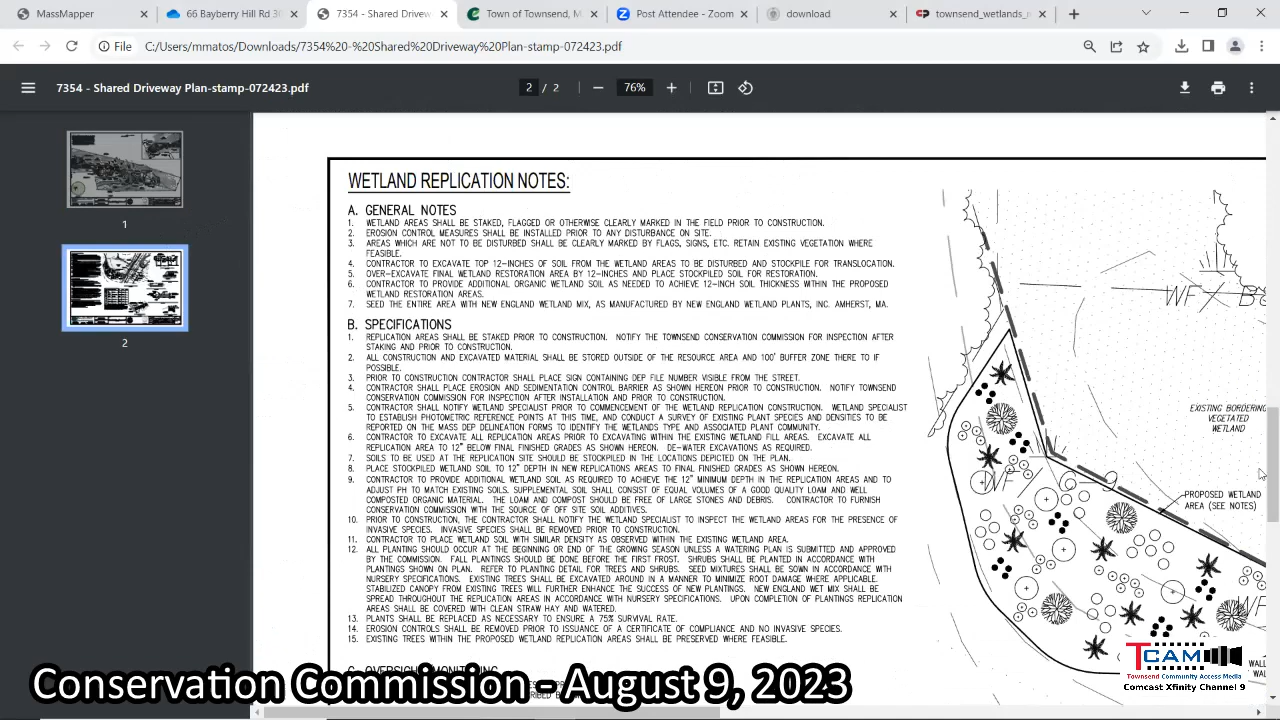 MassMapper
66 Bayberry Hill Rd 30
7354 - Shared Drivew
Town of Townsend, M
Post Attendee - Zoom
download
townsend_wetlands_r
File
C:/Users/mmatos/Downloads/7354%20-%20Shared%20Driveway%20Plan-stamp-072423.pdf
7354 - Shared Driveway Plan-stamp-072423.pdf
2 / 2
76%
1
2
WETLAND REPLICATION NOTES:
A. GENERAL NOTES
1. WETLAND AREAS SHALL BE STAKED, FLAGGED OR OTHERWISE CLEARLY MARKED IN THE FIELD PRIOR TO CONSTRUCTION.
2. EROSION CONTROL MEASURES SHALL BE INSTALLED PRIOR TO ANY DISTURBANCE ON SITE.
3. AREAS WHICH ARE NOT TO BE DISTURBED SHALL BE CLEARLY MARKED BY FLAGS, SIGNS, ETC. RETAIN EXISTING VEGETATION WHERE
FEASIBLE.
4. CONTRACTOR TO EXCAVATE TOP 12-INCHES OF SOIL FROM THE WETLAND AREAS TO BE DISTURBED AND STOCKPILE FOR TRANSLOCATION.
5. OVER-EXCAVATE FINAL WETLAND RESTORATION AREA BY 12-INCHES AND PLACE STOCKPILED SOIL FOR RESTORATION.
6. CONTRACTOR TO PROVIDE ADDITIONAL ORGANIC WETLAND SOIL AS NEEDED TO ACHIEVE 12-INCH SOIL THICKNESS WITHIN THE PROPOSED
WETLAND RESTORATION AREAS.
7. SEED THE ENTIRE AREA WITH NEW ENGLAND WETLAND MIX, AS MANUFACTURED BY NEW ENGLAND WETLAND PLANTS, INC. AMHERST, MA.
B. SPECIFICATIONS
1. REPLICATION AREAS SHALL BE STAKED PRIOR TO CONSTRUCTION. NOTIFY THE TOWNSEND CONSERVATION COMMISSION FOR INSPECTION AFTER
STAKING AND PRIOR TO CONSTRUCTION.
2. ALL CONSTRUCTION AND EXCAVATED MATERIAL SHALL BE STORED OUTSIDE OF THE RESOURCE AREA AND 100' BUFFER ZONE THERE TO IF
POSSIBLE.
3. PRIOR TO CONSTRUCTION CONTRACTOR SHALL PLACE SIGN CONTAINING DEP FILE NUMBER VISIBLE FROM THE STREET.
4. CONTRACTOR SHALL PLACE EROSION AND SEDIMENTATION CONTROL BARRIER AS SHOWN HEREON PRIOR TO CONSTRUCTION. NOTIFY TOWNSEND
CONSERVATION COMMISSION FOR INSPECTION AFTER INSTALLATION AND PRIOR TO CONSTRUCTION.
5. CONTRACTOR SHALL NOTIFY WETLAND SPECIALIST PRIOR TO COMMENCEMENT OF THE WETLAND REPLICATION CONSTRUCTION. WETLAND SPECIALIST
TO ESTABLISH PHOTOMETRIC REFERENCE POINTS AT THIS TIME, AND CONDUCT A SURVEY OF EXISTING PLANT SPECIES AND DENSITIES TO BE
REPORTED ON THE MASS DEP DELINEATION FORMS TO IDENTIFY THE WETLANDS TYPE AND ASSOCIATED PLANT COMMUNITY.
6. CONTRACTOR TO EXCAVATE ALL REPLICATION AREAS PRIOR TO EXCAVATING WITHIN THE EXISTING WETLAND FILL AREAS. EXCAVATE ALL
REPLICATION AREA TO 12" BELOW FINAL FINISHED GRADES AS SHOWN HEREON. DE-WATER EXCAVATIONS AS REQUIRED.
7. SOILS TO BE USED AT THE REPLICATION SITE SHOULD BE STOCKPILED IN THE LOCATIONS DEPICTED ON THE PLAN.
8. PLACE STOCKPILED WETLAND SOIL TO 12" DEPTH IN NEW REPLICATIONS AREAS TO FINAL FINISHED GRADES AS SHOWN HEREON.
9. CONTRACTOR TO PROVIDE ADDITIONAL WETLAND SOIL AS REQUIRED TO ACHIEVE THE 12" MINIMUM DEPTH IN THE REPLICATION AREAS AND TO
ADJUST PH TO MATCH EXISTING SOILS. SUPPLEMENTAL SOIL SHALL CONSIST OF EQUAL VOLUMES OF A GOOD QUALITY LOAM AND WELL
COMPOSTED ORGANIC MATERIAL. THE LOAM AND COMPOST SHOULD BE FREE OF LARGE STONES AND DEBRIS. CONTRACTOR TO FURNISH
CONSERVATION COMMISSION WITH THE SOURCE OF OFF SITE SOIL ADDITIVES.
10. PRIOR TO CONSTRUCTION, THE CONTRACTOR SHALL NOTIFY THE WETLAND SPECIALIST TO INSPECT THE WETLAND AREAS FOR THE PRESENCE OF
INVASIVE SPECIES. INVASIVE SPECIES SHALL BE REMOVED PRIOR TO CONSTRUCTION.
11. CONTRACTOR TO PLACE WETLAND SOIL WITH SIMILAR DENSITY AS OBSERVED WITHIN THE EXISTING WETLAND AREA.
12. ALL PLANTING SHOULD OCCUR AT THE BEGINNING OR END OF THE GROWING SEASON UNLESS A WATERING PLAN IS SUBMITTED AND APPROVED
BY THE COMMISSION. FALL PLANTINGS SHOULD BE DONE BEFORE THE FIRST FROST. SHRUBS SHALL BE PLANTED IN ACCORDANCE WITH
PLANTINGS SHOWN ON PLAN. REFER TO PLANTING DETAIL FOR TREES AND SHRUBS. SEED MIXTURES SHALL BE SOWN IN ACCORDANCE WITH
NURSERY SPECIFICATIONS. EXISTING TREES SHALL BE EXCAVATED AROUND IN A MANNER TO MINIMIZE ROOT DAMAGE WHERE APPLICABLE.
STABILIZED CANOPY FROM EXISTING TREES WILL FURTHER ENHANCE THE SUCCESS OF NEW PLANTINGS. NEW ENGLAND WET MIX SHALL BE
SPREAD THROUGHOUT THE REPLICATION AREAS IN ACCORDANCE WITH NURSERY SPECIFICATIONS. UPON COMPLETION OF PLANTINGS REPLICATION
AREAS SHALL BE COVERED WITH CLEAN STRAW HAY AND WATERED.
13. PLANTS SHALL BE REPLACED AS NECESSARY TO ENSURE A 75% SURVIVAL RATE.
14. EROSION CONTROLS SHALL BE REMOVED PRIOR TO ISSUANCE OF A CERTIFICATE OF COMPLIANCE AND NO INVASIVE SPECIES.
15. EXISTING TREES WITHIN THE PROPOSED WETLAND REPLICATION AREAS SHALL BE PRESERVED WHERE FEASIBLE.
EXISTING BORDERING
VEGETATED
WETLAND
PROPOSED WETLAND
AREA (SEE NOTES)
WF
WF
Conservation Commission - August 9, 2023
TCAM
Townsend Community Access Media
Comcast Xfinity Channel 9